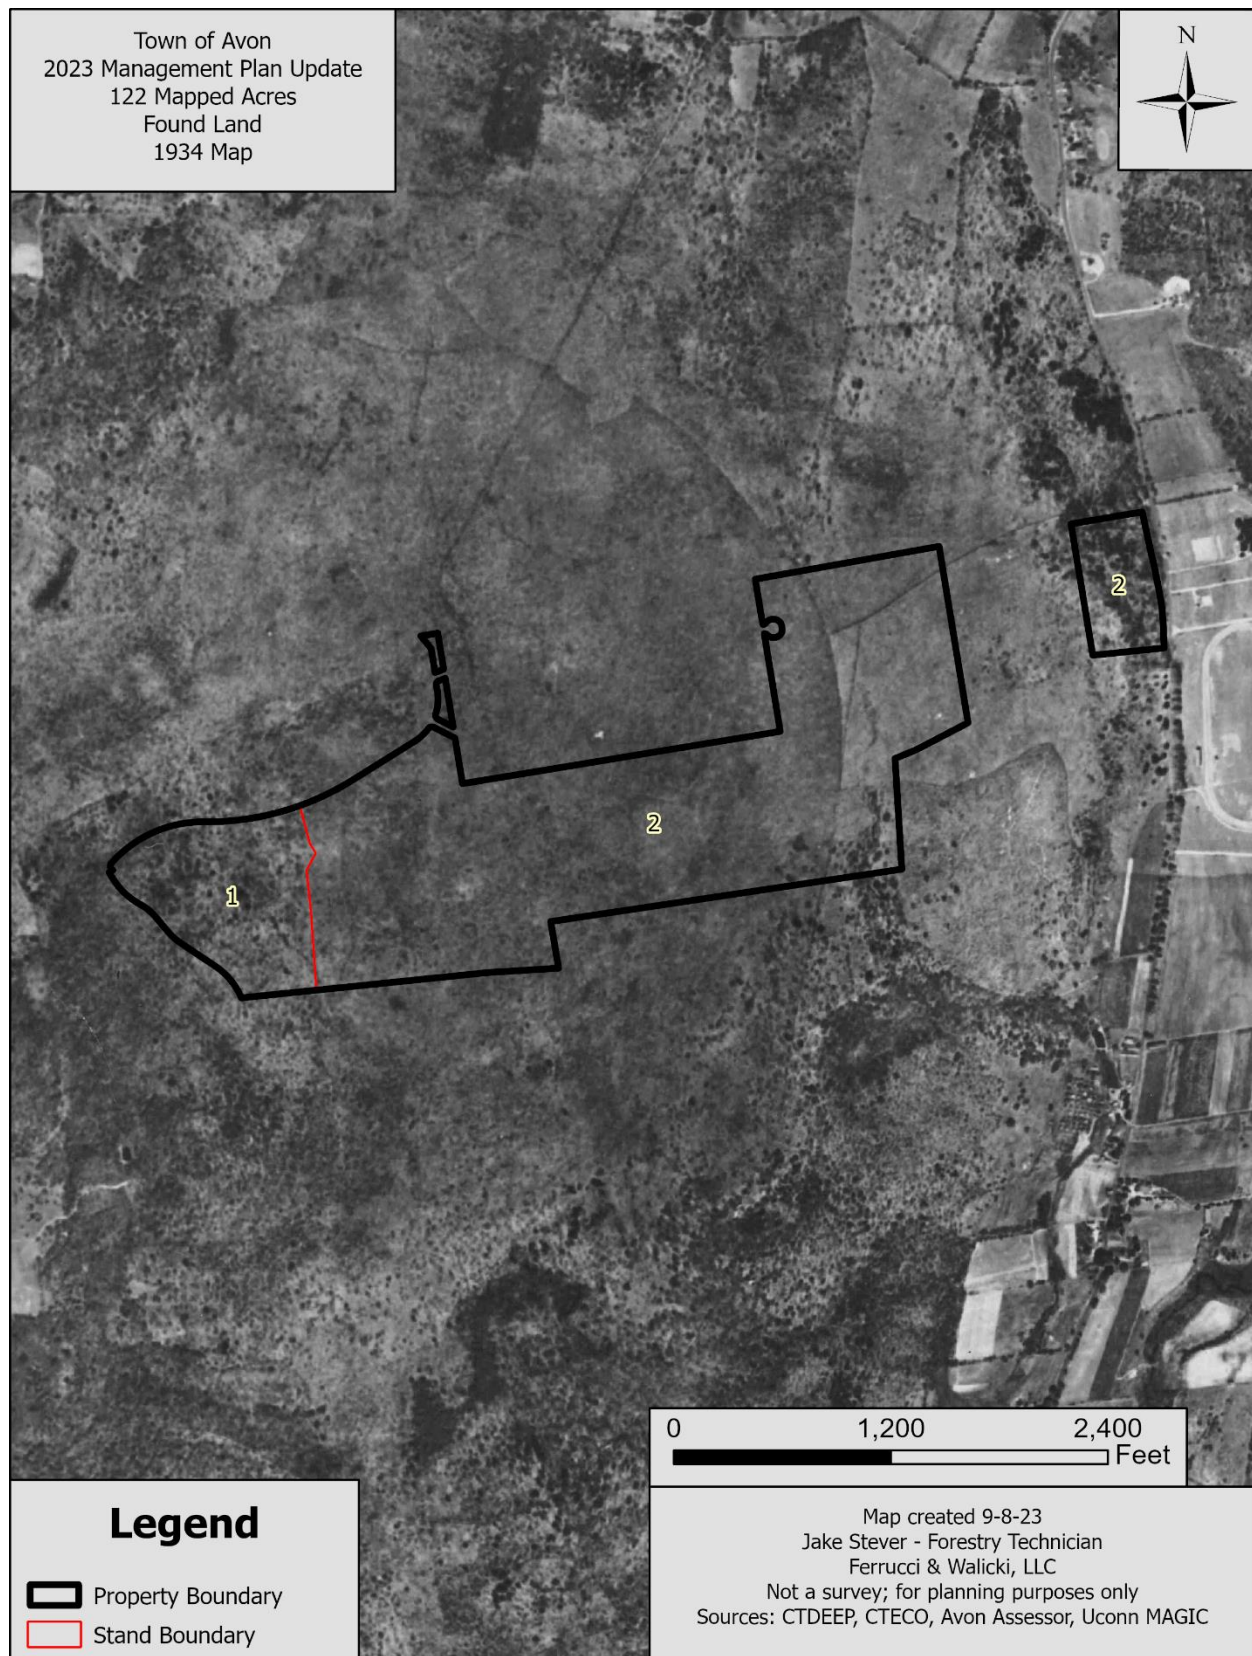 Town of Avon
2023 Management Plan Update
122 Mapped Acres
Found Land
1934 Map
N
2
2
1
0 1,200 2,400
Feet
Legend
Property Boundary
Stand Boundary
Map created 9-8-23
Jake Stever - Forestry Technician
Ferrucci & Walicki, LLC
Not a survey; for planning purposes only
Sources: CTDEEP, CTECO, Avon Assessor, Uconn MAGIC